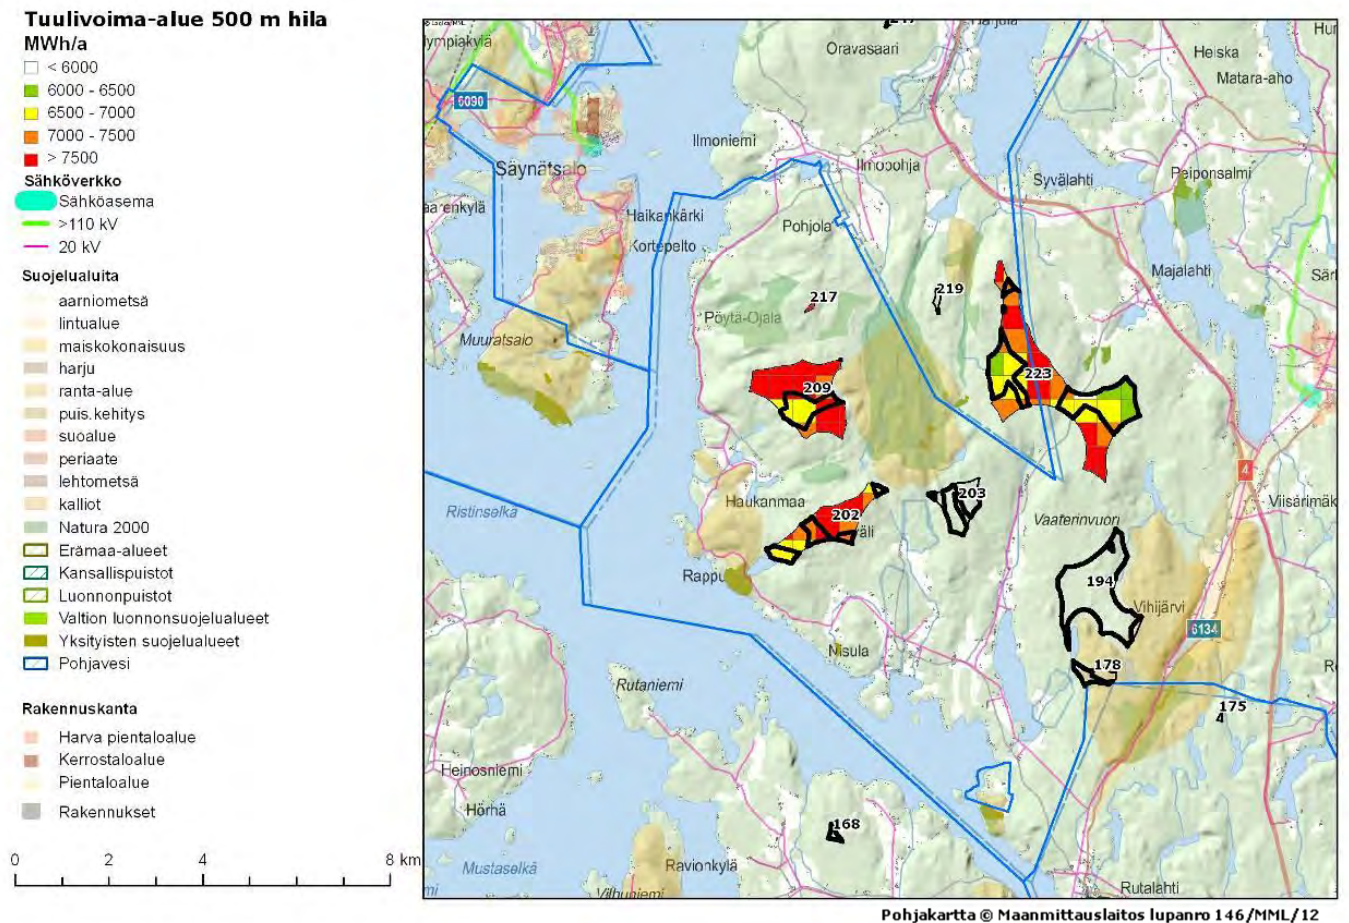 Tuulivoima-alue 500 m hila
MWh/a
< 6000
6000 - 6500
6500 - 7000
7000 - 7500
> 7500
Sähköverkko
Sähköasema
>110 kV
20 kV
Suojelualuita
aarniometsä
lintualue
maiskokonaisuus
harju
ranta-alue
puis.kehitys
suoalue
periaate
lehtometsä
kalliot
Natura 2000
Erämaa-alueet
Kansallispuistot
Luonnonpuistot
Valtion luonnonsuojelualueet
Yksityisten suojelualueet
Pohjavesi
Rakennuskanta
Harva pientaloalue
Kerrostaloalue
Pientaloalue
Rakennukset
0 2 4 8 km
Oravasaari
Heiska
Matara-aho
6090
Ilmoniemi
Säynätsalo
Ilmopohja
Syvälahti
Peiponsalmi
Haikankärki
Pohjola
Kortepelto
Majalahti
219
217
Pöytä-Ojala
Muuratsalo
223
209
4
Haukanmaa
203
Viisarimäk
Ristinselkä
202
Vaaterinvuori
Rappu
194
Vihijärvi
6134
Nisula
178
Rutaniemi
175
Heinosniemi
Hörhä
168
Mustaselkä
Ravionkylä
Rutalahti
Pohjakartta © Maanmittauslaitos lupanro 146/MML/12